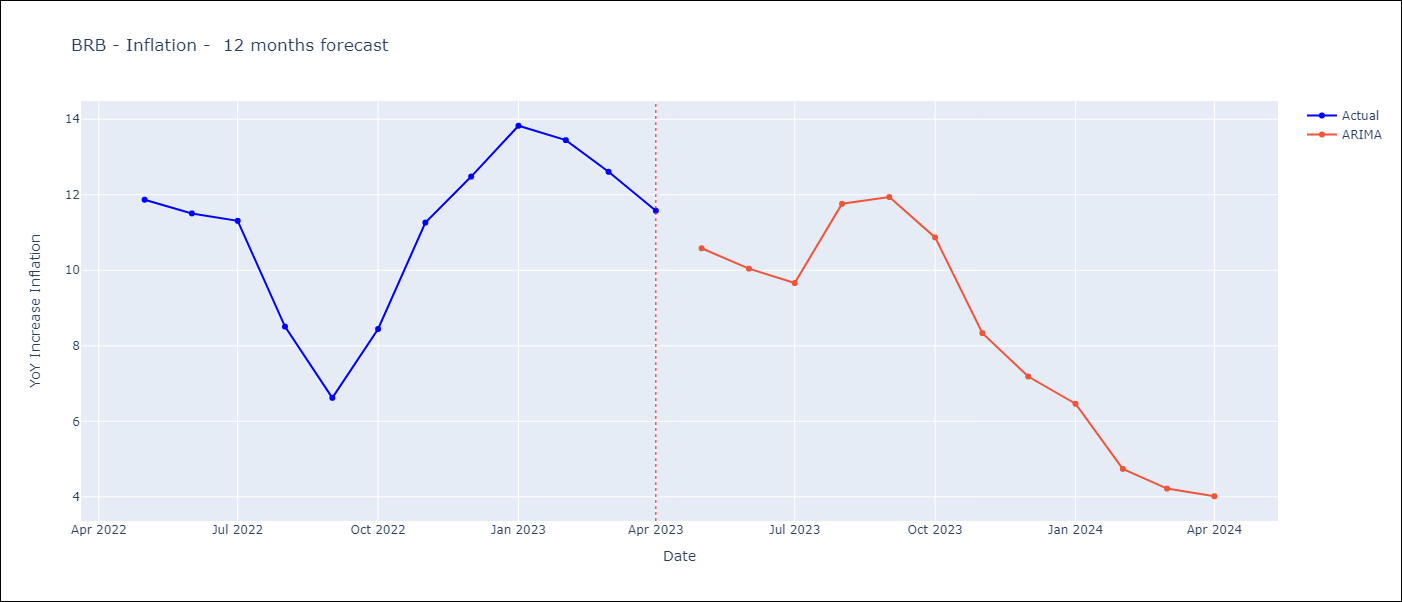 BRB - Inflation -  12 months forecast
Actual
ARIMA
14
12
10
8
6
4
YoY Increase Inflation
Apr 2022
Jul 2022
Oct 2022
Jan 2023
Apr 2023
Jul 2023
Oct 2023
Jan 2024
Apr 2024
Date